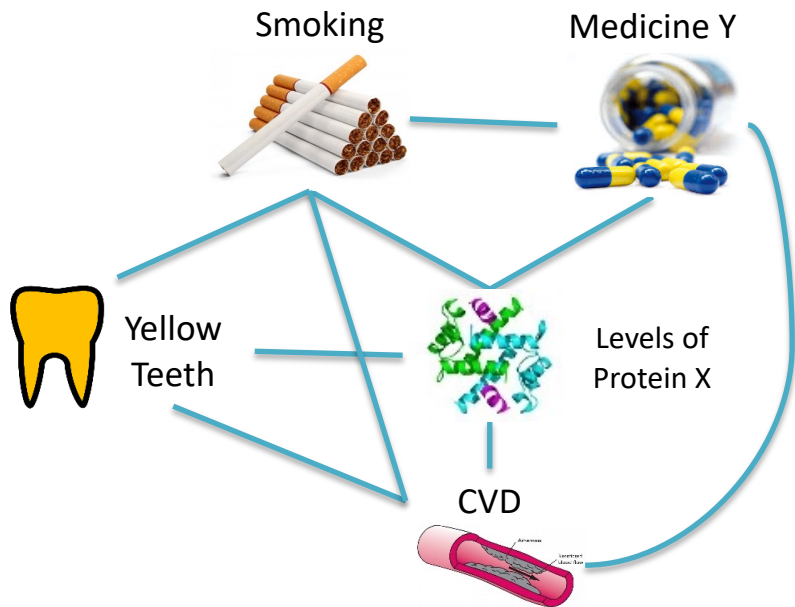 Smoking
Medicine Y
Yellow
Teeth
Levels of
Protein X
CVD